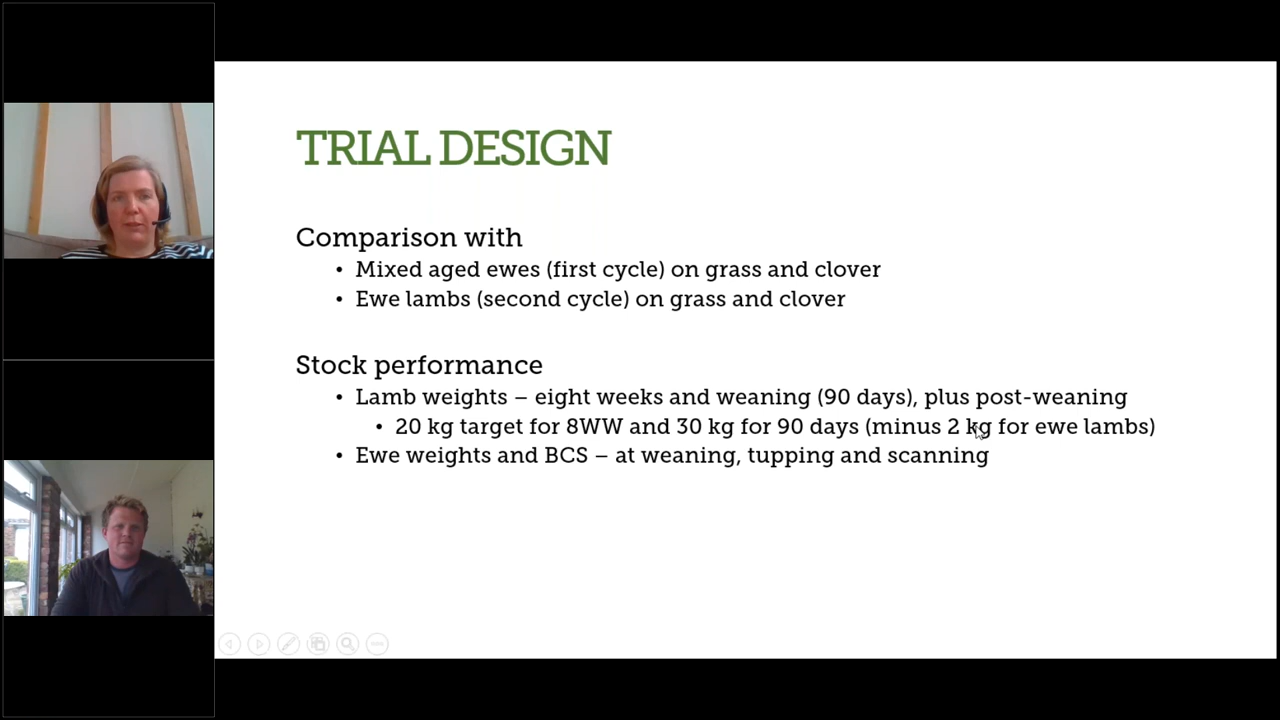 TRIAL DESIGN
Comparison with
• Mixed aged ewes (first cycle) on grass and clover
• Ewe lambs (second cycle) on grass and clover
Stock performance
• Lamb weights – eight weeks and weaning (90 days), plus post-weaning
• 20 kg target for 8WW and 30 kg for 90 days (minus 2 kg for ewe lambs)
• Ewe weights and BCS – at weaning, tupping and scanning